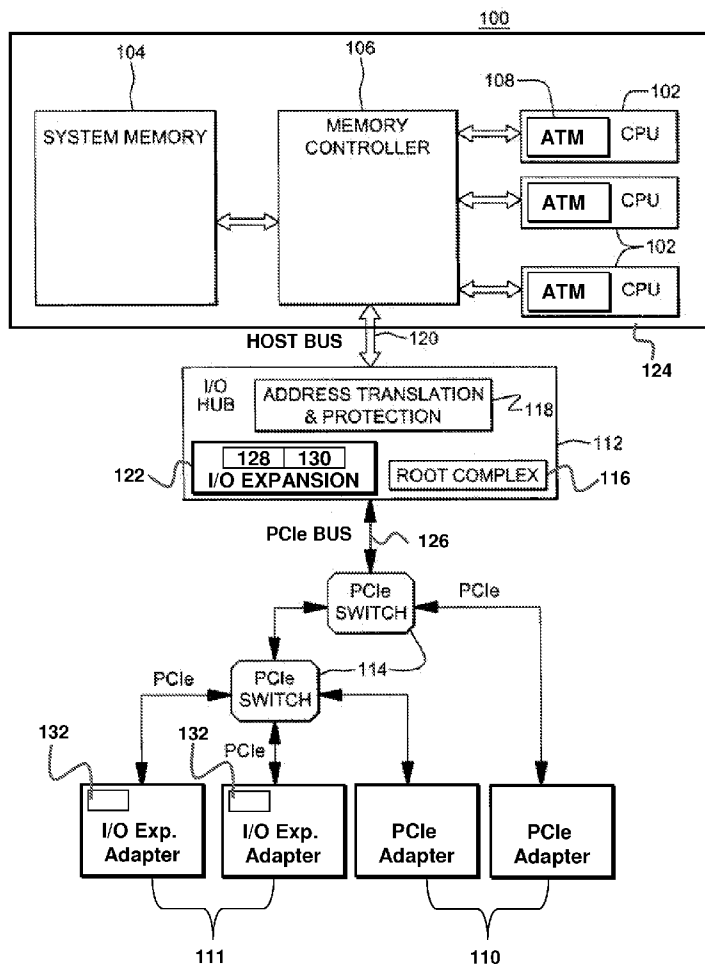 100
104
106
108
102
SYSTEM MEMORY
MEMORY
CONTROLLER
ATM
CPU
ATM
CPU
102
ATM
CPU
HOST BUS
120
124
I/O
HUB
ADDRESS TRANSLATION
& PROTECTION
118
112
122
128
130
I/O EXPANSION
ROOT COMPLEX
116
PCIe BUS
126
PCIe
SWITCH
PCIe
114
PCIe
PCIe
SWITCH
132
132
PCIe
I/O Exp.
Adapter
I/O Exp.
Adapter
PCIe
Adapter
PCIe
Adapter
111
110